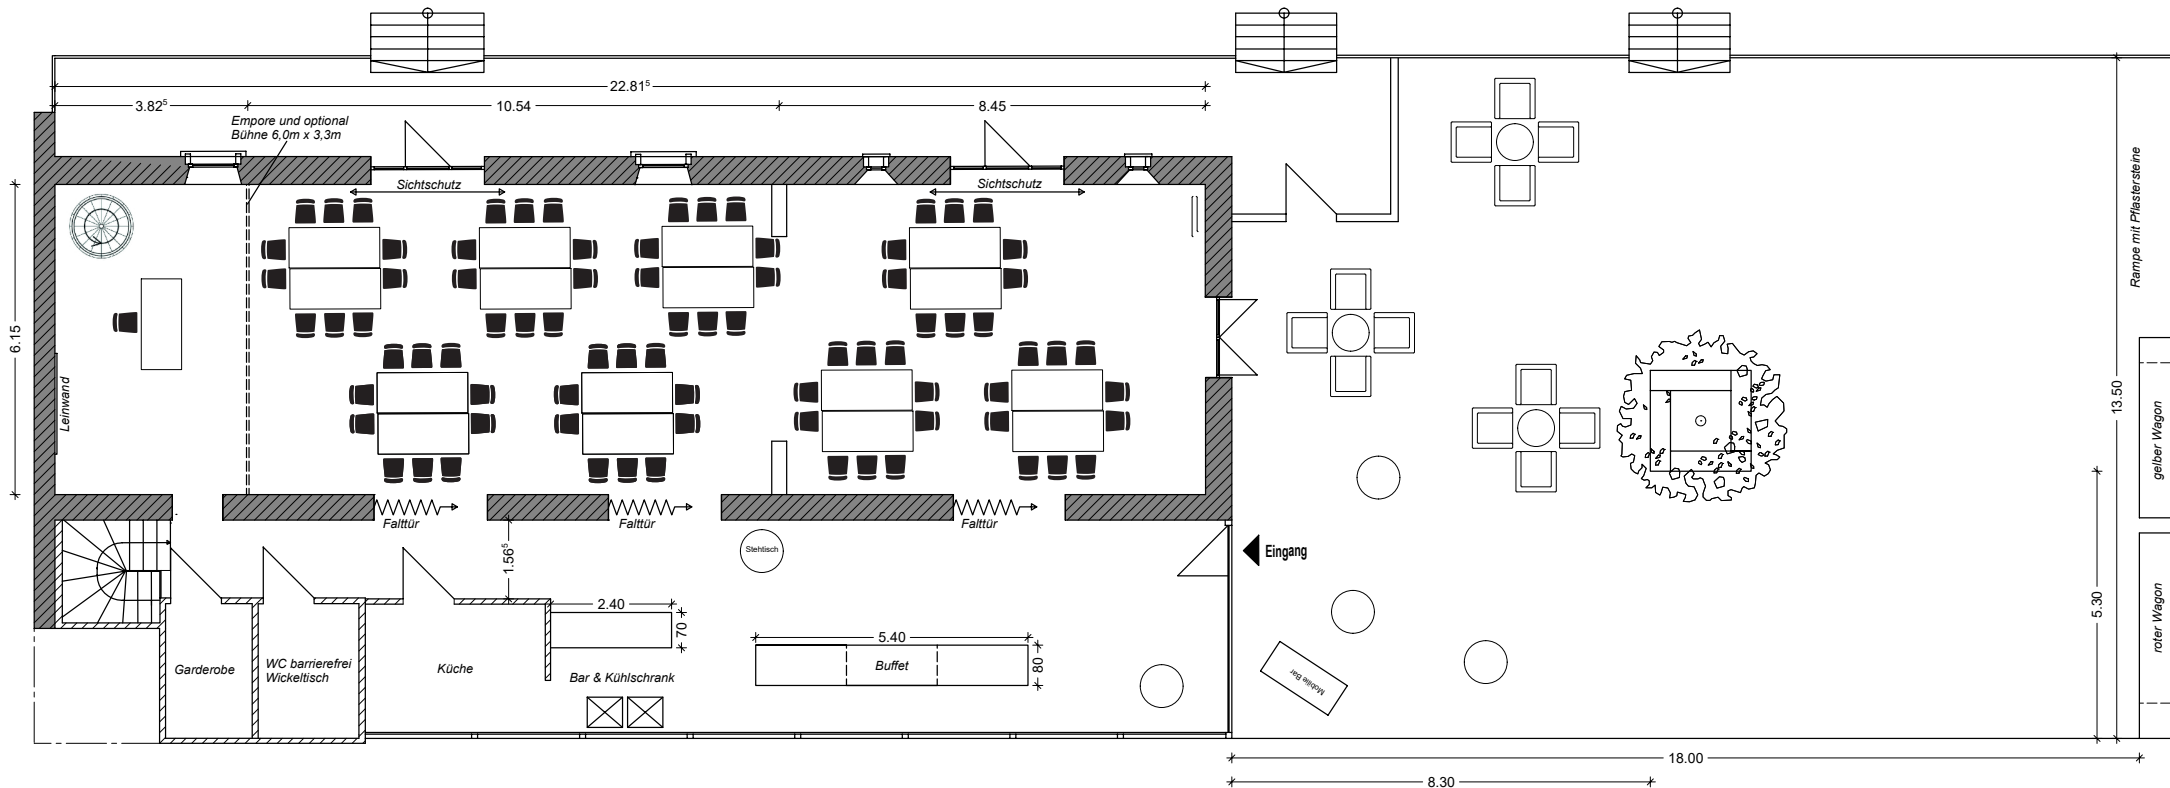 22.81⁵
3.82⁵
10.54
8.45
Empore und optional
Bühne 6,0m x 3,3m
Sichtschutz
Sichtschutz
6.15
Leinwand
Falttür
Falttür
Falttür
1.56⁵
Stehtisch
Eingang
2.40
70
5.40
80
Buffet
Garderobe
WC barrierefrei
Wickeltisch
Küche
Bar & Kühlschrank
Mobile Bar
Rampe mit Pflastersteine
13.50
gelber Wagon
5.30
roter Wagon
18.00
8.30